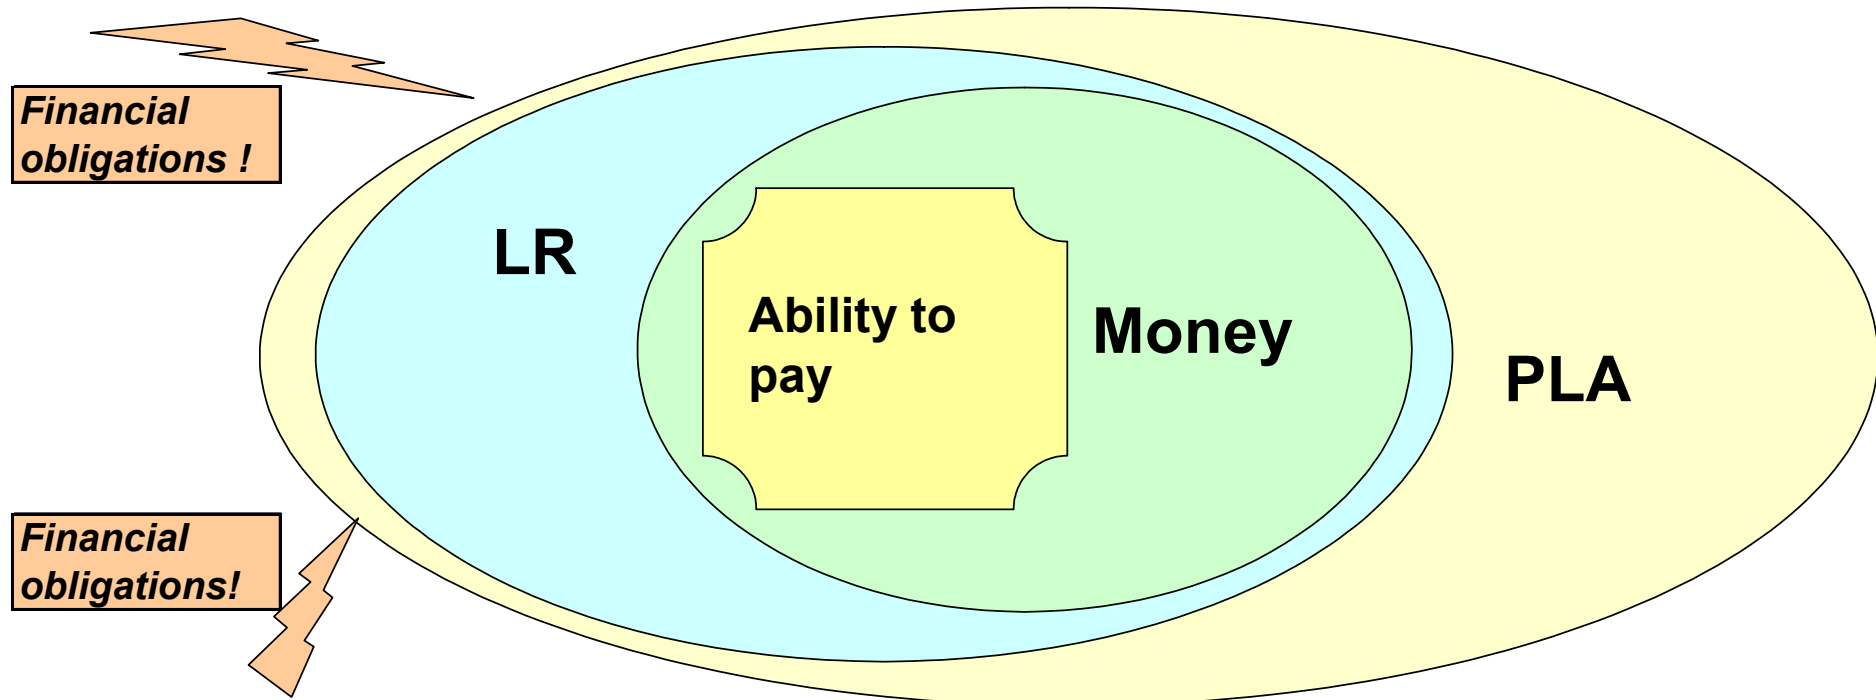 Financial
obligations !
LR
Ability to
pay
Money
PLA
Financial
obligations!